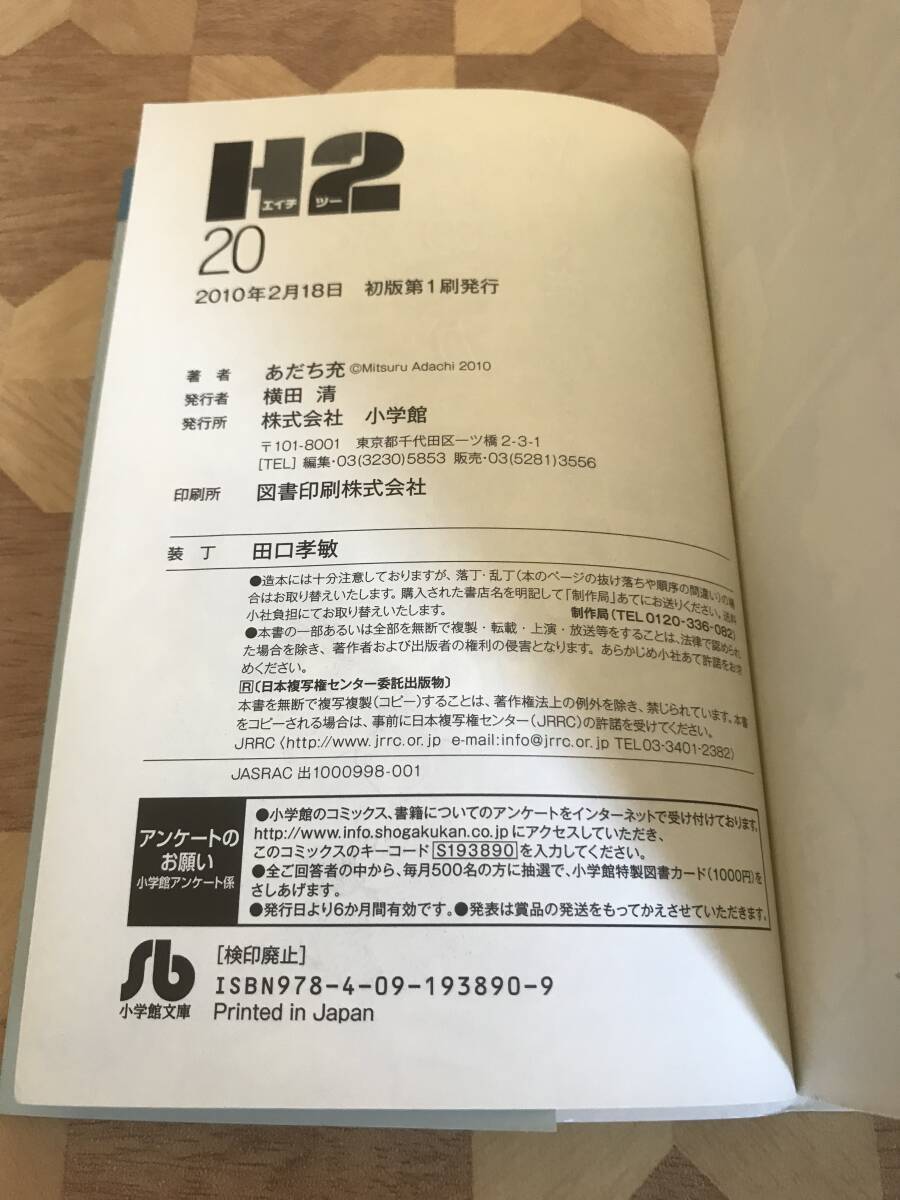 H2
エイチ ツー
20
2010年2月18日 初版第1刷発行
著 者 あだち充 ©Mitsuru Adachi 2010
発行者 横田 清
発行所 株式会社 小学館
〒101-8001 東京都千代田区一ツ橋2-3-1
[TEL] 編集・03(3230)5853 販売・03(5281)3556
印刷所 図書印刷株式会社
装 丁 田口孝敏
●造本には十分注意しておりますが、落丁・乱丁(本のページの抜け落ちや順序の間違い)の場
合はお取り替えいたします。購入された書店名を明記して「制作局」あてにお送りください。送料
小社負担にてお取り替えいたします。 制作局(TEL0120-336-082)
●本書の一部あるいは全部を無断で複製・転載・上演・放送等をすることは、法律で認められ
た場合を除き、著作者および出版者の権利の侵害となります。あらかじめ小社あて許諾をお求
めください。
R〔日本複写権センター委託出版物〕
本書を無断で複写複製(コピー)することは、著作権法上の例外を除き、禁じられています。本書
をコピーされる場合は、事前に日本複写権センター(JRRC)の許諾を受けてください。
JRRC〈http://www.jrrc.or.jp e-mail:info@jrrc.or.jp TEL03-3401-2382〉
JASRAC 出1000998-001
アンケートの
お願い
小学館アンケート係
●小学館のコミックス、書籍についてのアンケートをインターネットで受け付けております。
http://www.info.shogakukan.co.jpにアクセスしていただき、
このコミックスのキーコード S193890 を入力してください。
●全ご回答者の中から、毎月500名の方に抽選で、小学館特製図書カード(1000円)を
さしあげます。
●発行日より6か月間有効です。●発表は賞品の発送をもってかえさせていただきます。
Sb
小学館文庫
[検印廃止]
ISBN978-4-09-193890-9
Printed in Japan